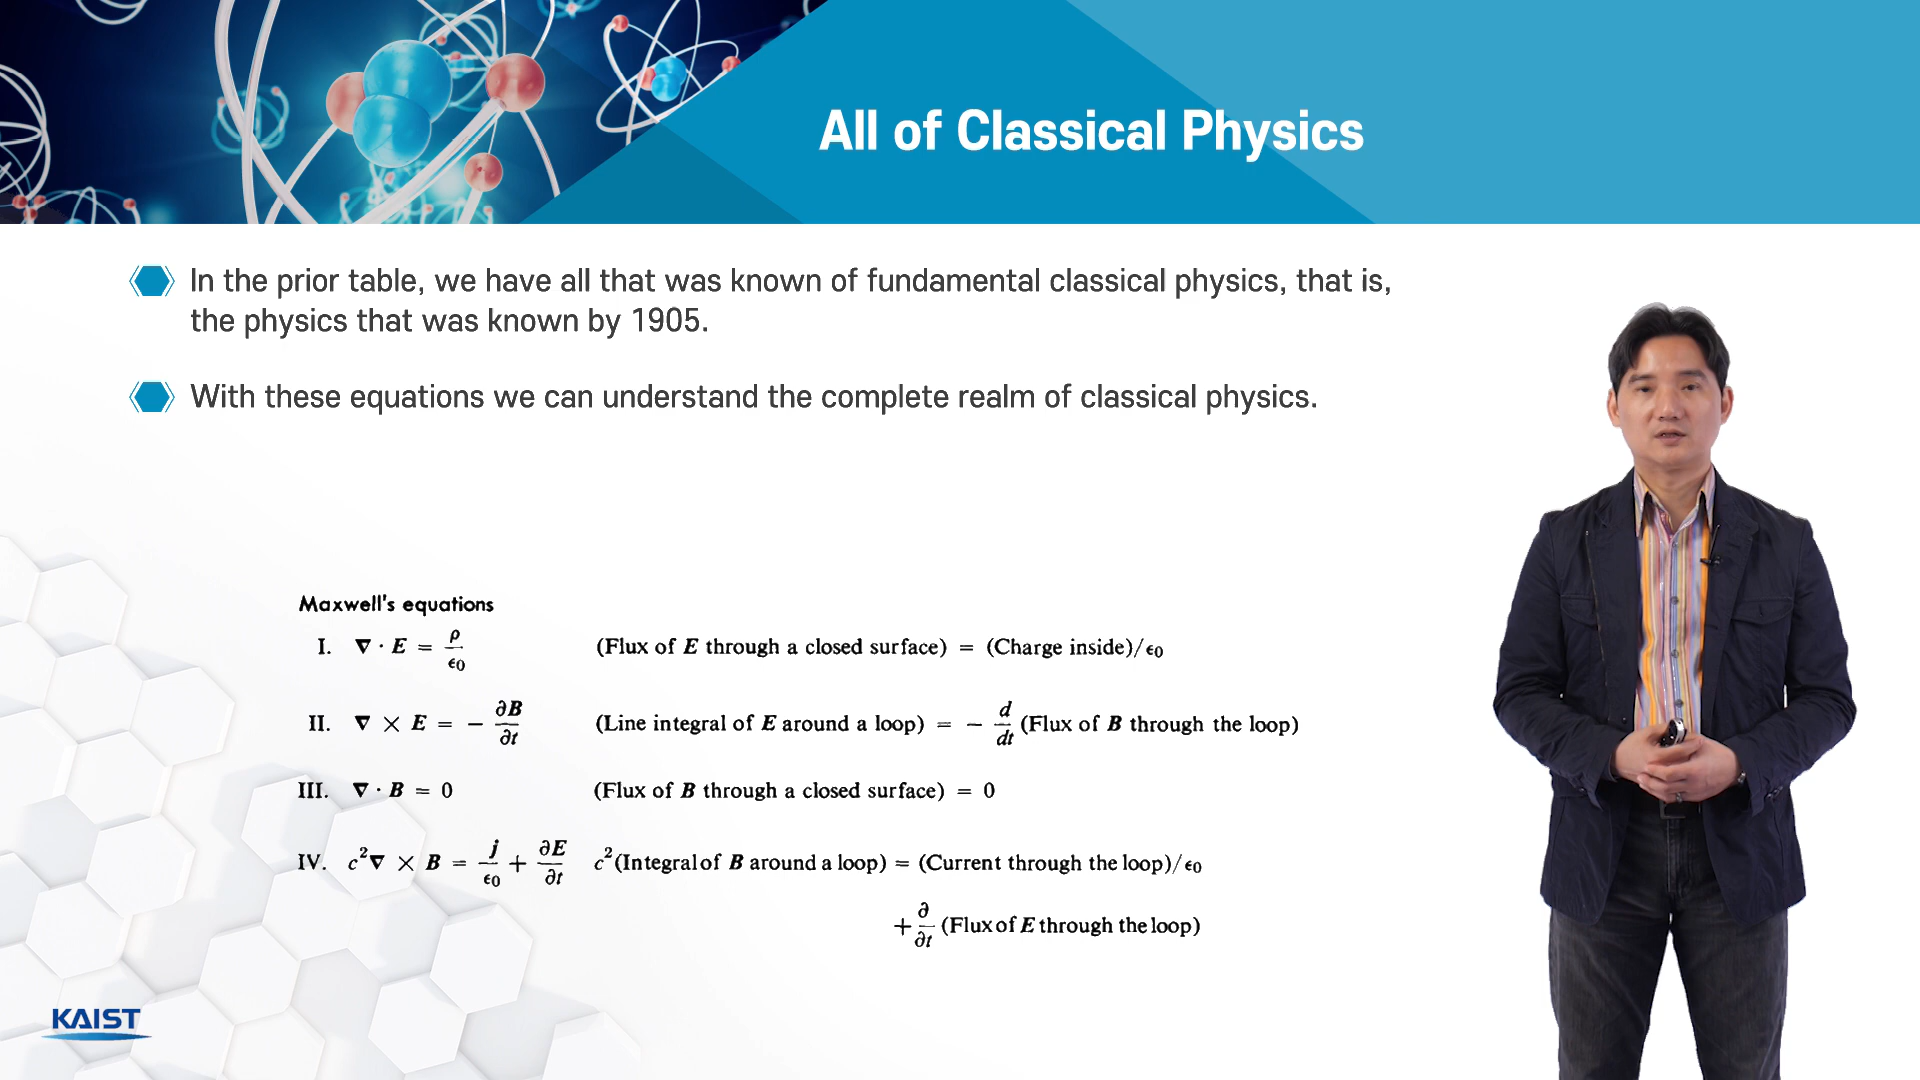 All of Classical Physics
In the prior table, we have all that was known of fundamental classical physics, that is,
the physics that was known by 1905.
With these equations we can understand the complete realm of classical physics.
Maxwell's equations
I. ∇ · E = ρ/ϵ0 (Flux of E through a closed surface) = (Charge inside)/ϵ0
II. ∇ × E = − ∂B/∂t (Line integral of E around a loop) = − d/dt (Flux of B through the loop)
III. ∇ · B = 0 (Flux of B through a closed surface) = 0
IV. c²∇ × B = j/ϵ0 + ∂E/∂t c²(Integral of B around a loop) = (Current through the loop)/ϵ0
+ ∂/∂t (Flux of E through the loop)
KAIST